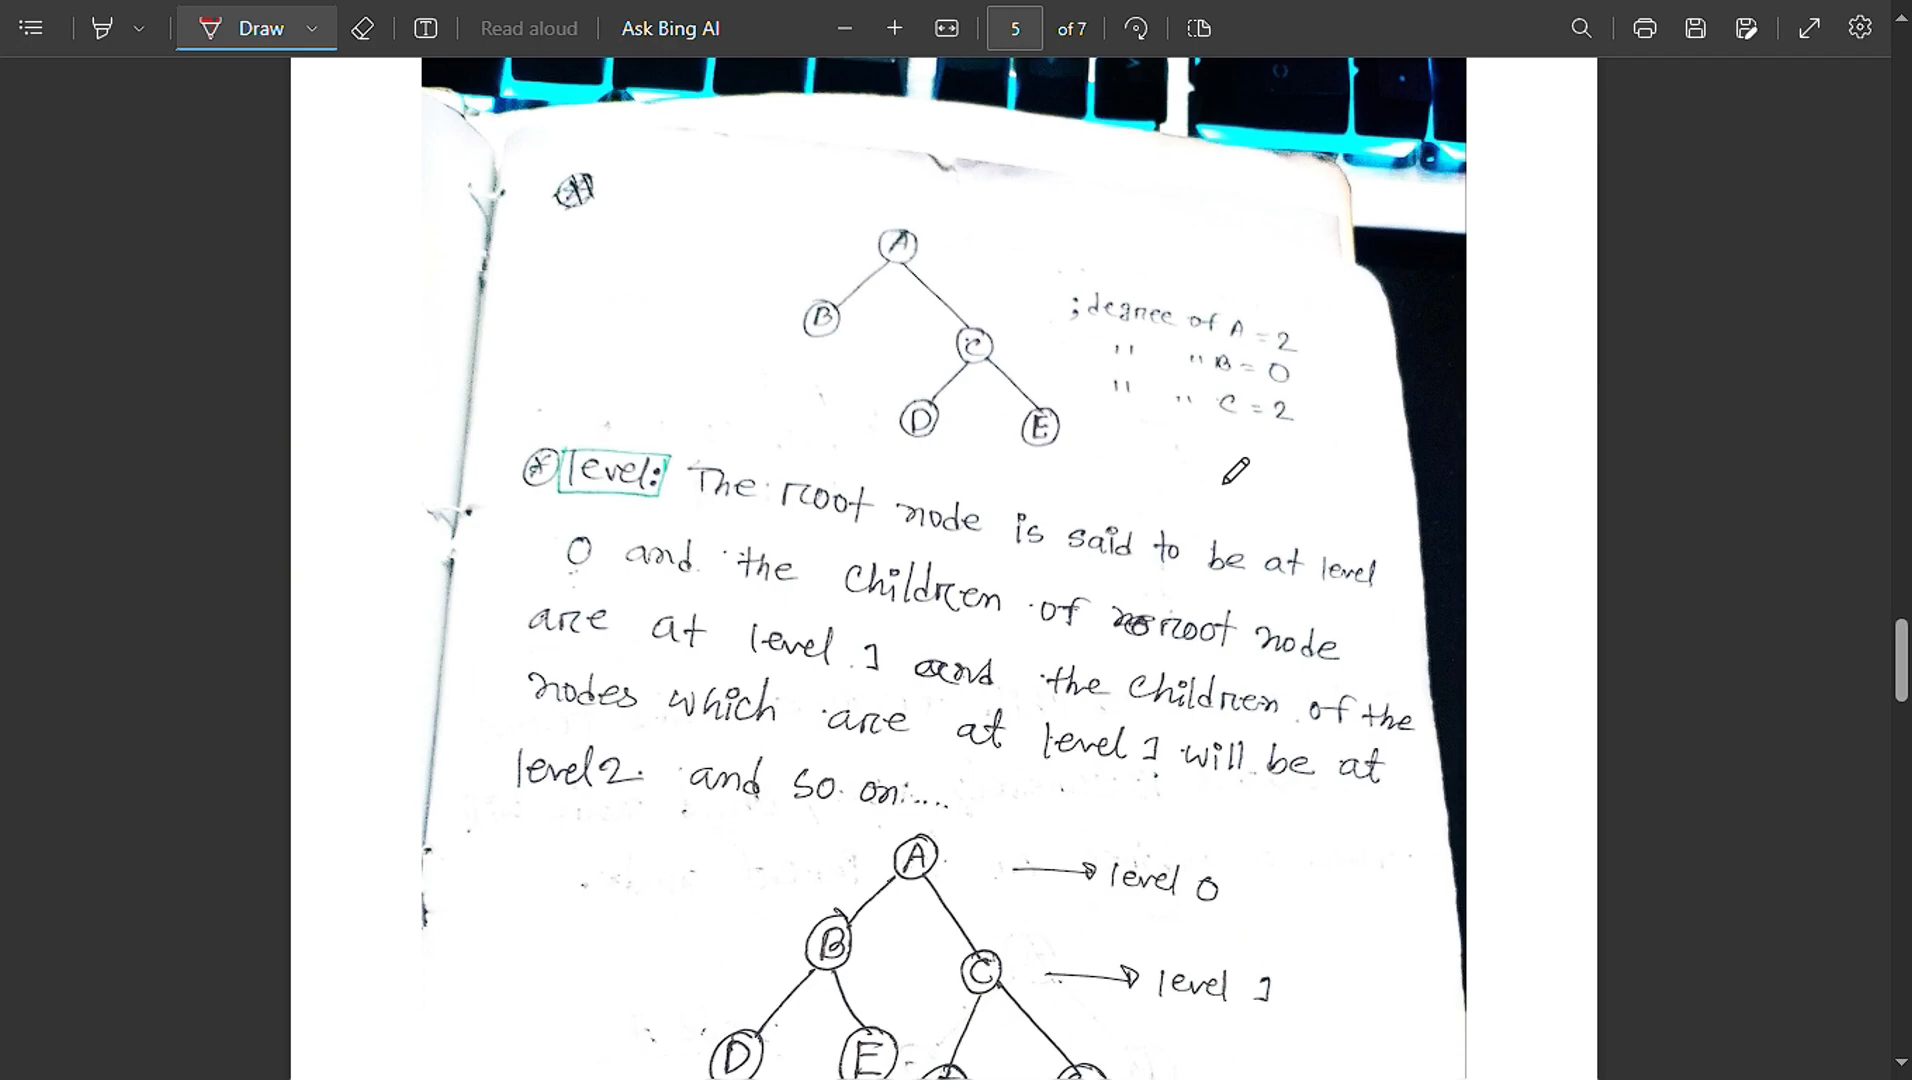 Draw
Read aloud
Ask Bing AI
5 of 7
A
B
C
D E
; degree of A = 2
" " B = 0
" " C = 2
level: The root node is said to be at level
0 and the children of root node
are at level 1 and the children of the
nodes which are at level 1 will be at
level 2. and so on....
A → level 0
B
C → level 1
D E